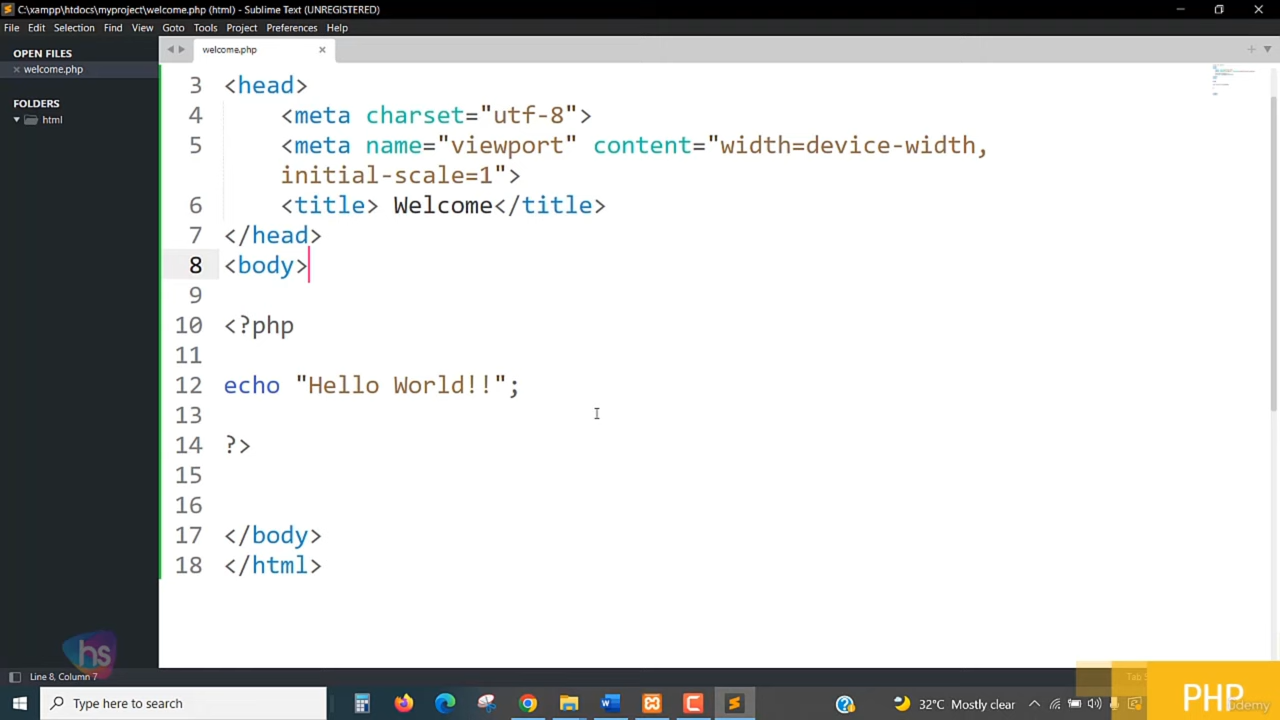 C:\xampp\htdocs\myproject\welcome.php (html) - Sublime Text (UNREGISTERED)
File Edit Selection Find View Goto Tools Project Preferences Help
OPEN FILES
welcome.php
FOLDERS
html
welcome.php
3 <head>
4 <meta charset="utf-8">
5 <meta name="viewport" content="width=device-width,
initial-scale=1">
6 <title> Welcome</title>
7 </head>
8 <body>
9
10 <?php
11
12 echo "Hello World!!";
13
14 ?>
15
16
17 </body>
18 </html>
hs
Line 8, Column 7
Type here to search
32°C Mostly clear
PHP